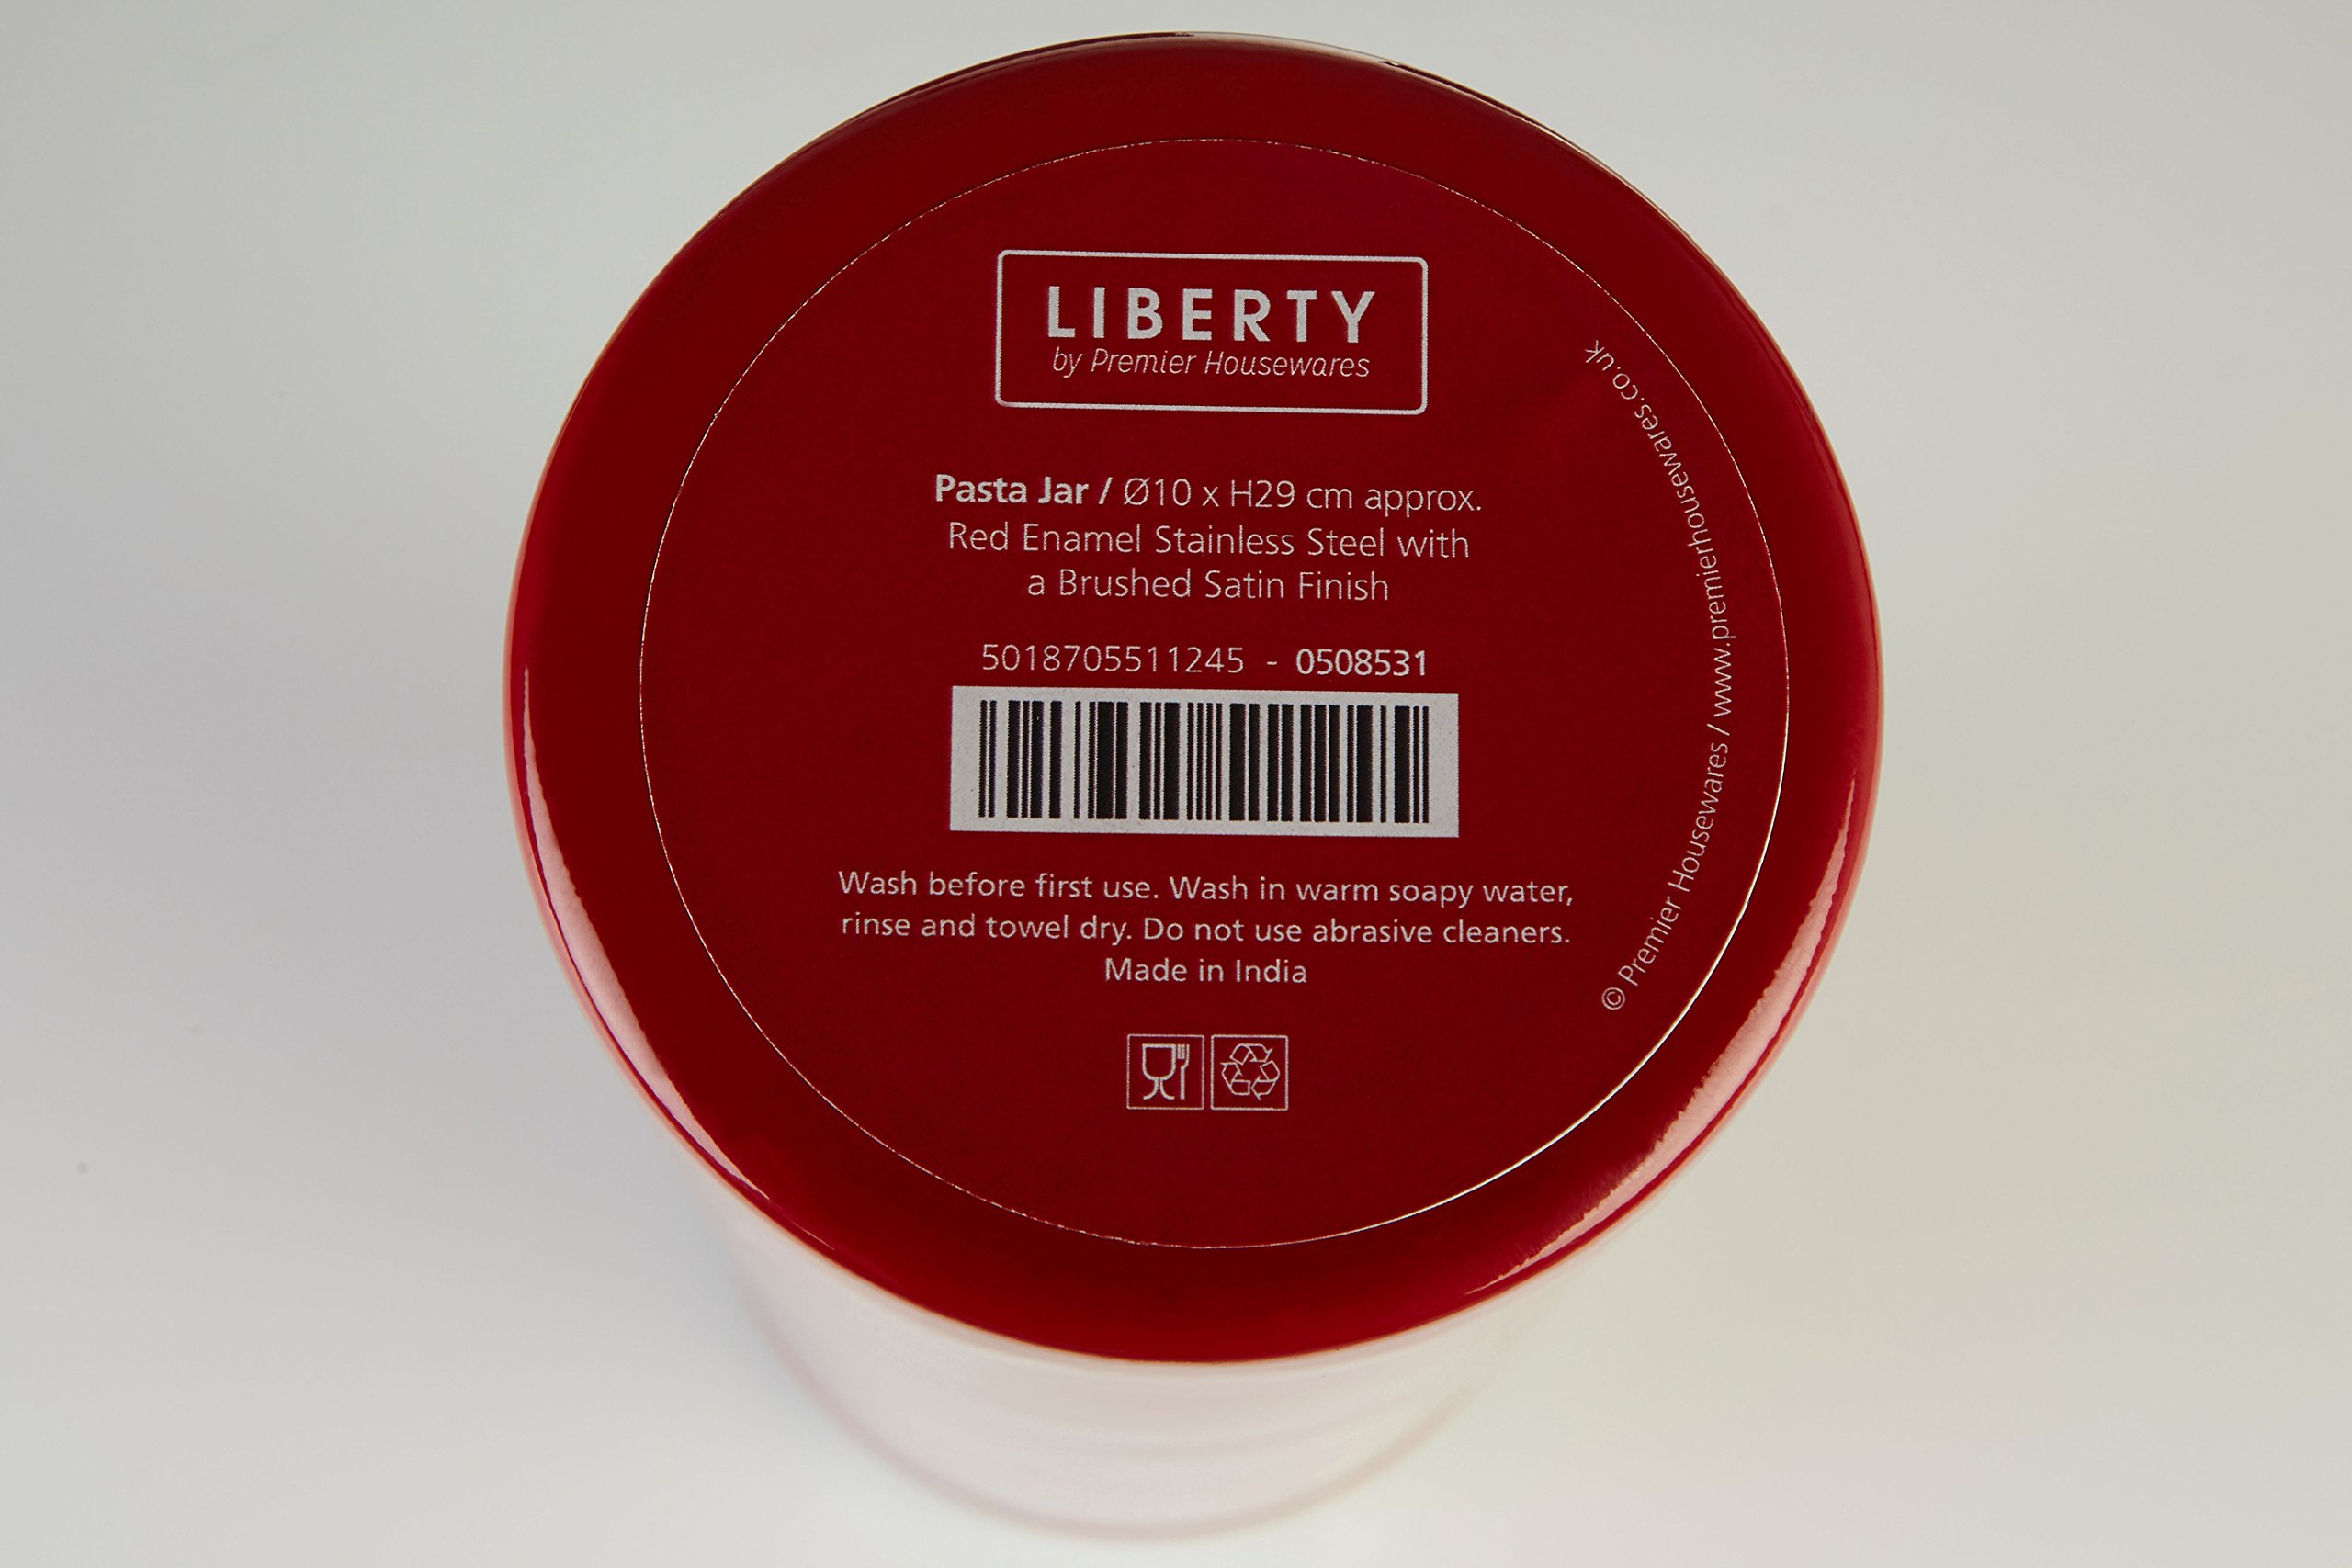 LIBERTY
by Premier Housewares
Pasta Jar / Ø10 x H29 cm approx.
Red Enamel Stainless Steel with
a Brushed Satin Finish
5018705511245 - 0508531
Wash before first use. Wash in warm soapy water,
rinse and towel dry. Do not use abrasive cleaners.
Made in India
© Premier Housewares / www.premierhousewares.co.uk